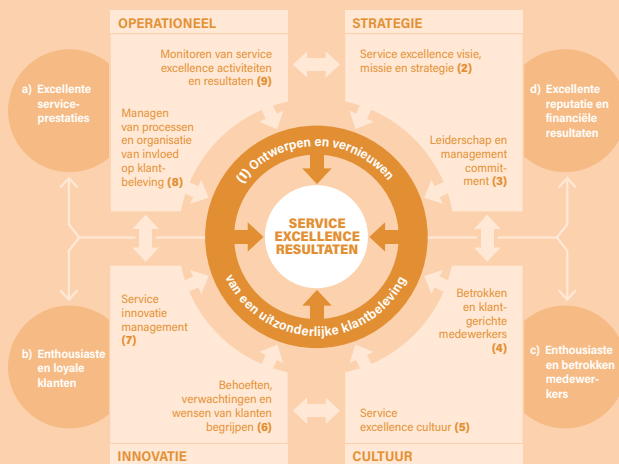 OPERATIONEEL
STRATEGIE
Monitoren van service
excellence activiteiten
en resultaten (9)
Service excellence visie,
missie en strategie (2)
a) Excellente
service-
prestaties
d) Excellente
reputatie en
financiële
resultaten
Managen
van processen
en organisatie
van invloed
op klant-
beleving (8)
Leiderschap en
management
commit-
ment (3)
(1) Ontwerpen en vernieuwen
SERVICE
EXCELLENCE
RESULTATEN
van een uitzonderlijke klantbeleving
Service
innovatie
management
(7)
Betrokken
en klant-
gerichte
medewerkers
(4)
b) Enthousiaste
en loyale
klanten
c) Enthousiaste
en betrokken
medewer-
kers
Behoeften,
verwachtingen en
wensen van klanten
begrijpen (6)
Service
excellence cultuur (5)
INNOVATIE
CULTUUR